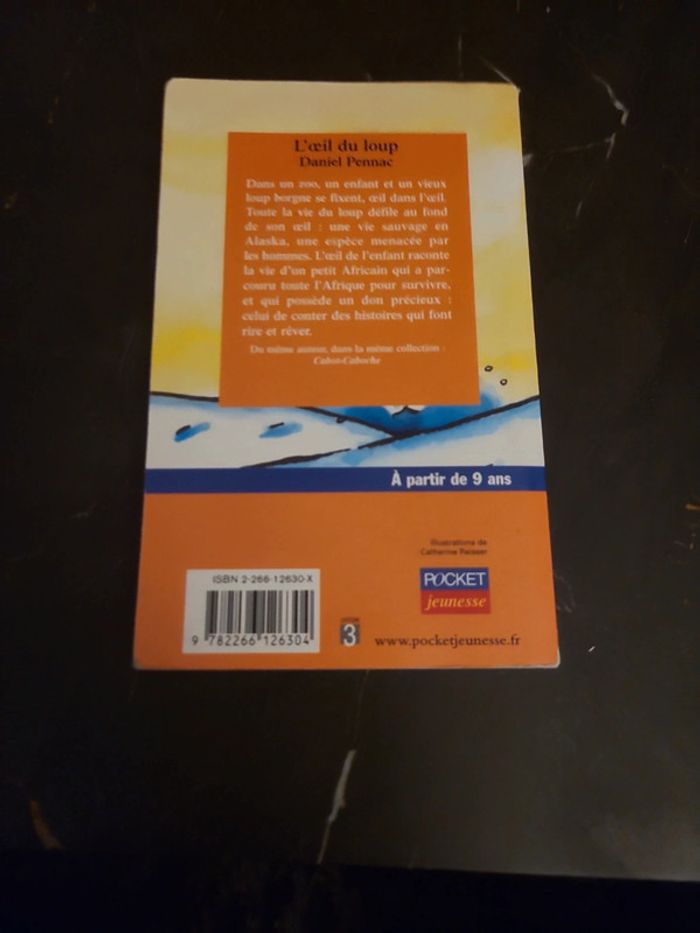 L'œil du loup
Daniel Pennac
Dans un zoo, un enfant et un vieux
loup borgne se fixent, œil dans l'œil.
Toute la vie du loup défile au fond
de son œil : une vie sauvage en
Alaska, une espèce menacée par
les hommes. L'œil de l'enfant raconte
la vie d'un petit Africain qui a par-
couru toute l'Afrique pour survivre,
et qui possède un don précieux :
celui de conter des histoires qui font
rire et rêver.
Du même auteur, dans la même collection :
Cabot-Caboche
À partir de 9 ans
Illustrations de
Catherine Reisser
ISBN 2-266-12630-X
POCKET
jeunesse
9 782266 126304
3
www.pocketjeunesse.fr